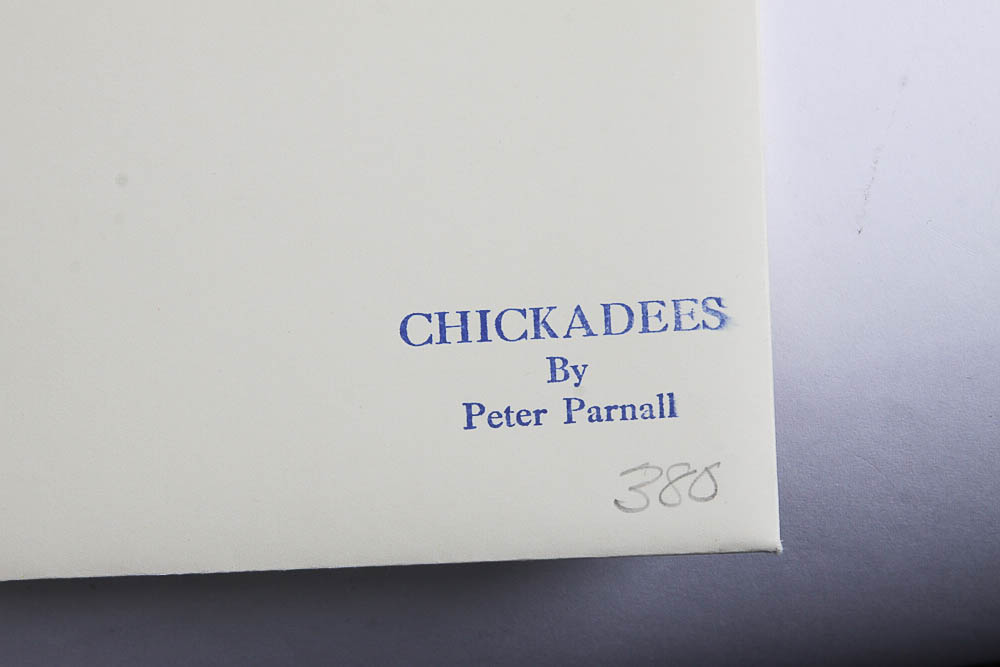 CHICKADEES
By
Peter Parnall
380